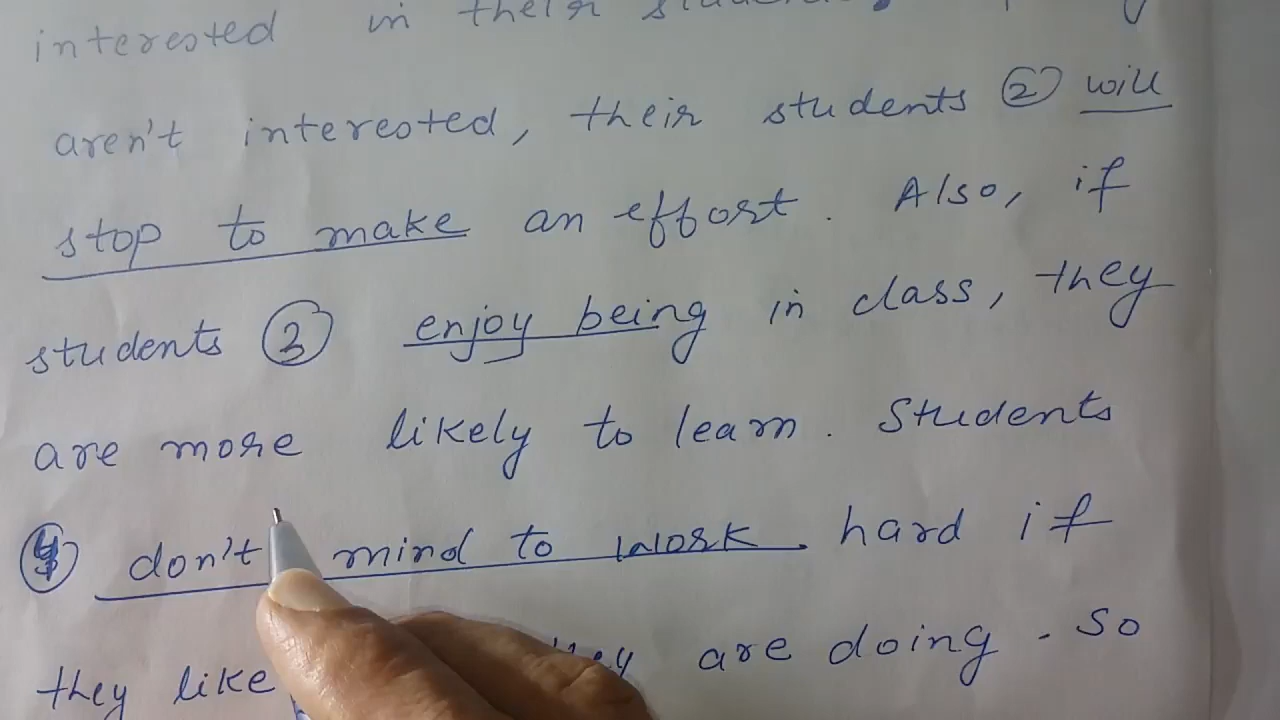 interested in their
aren't interested, their students ② will
stop to make an effort. Also, if
students ③ enjoy being in class, they
are more likely to learn. Students
④ don't mind to work hard if
they like they are doing. So